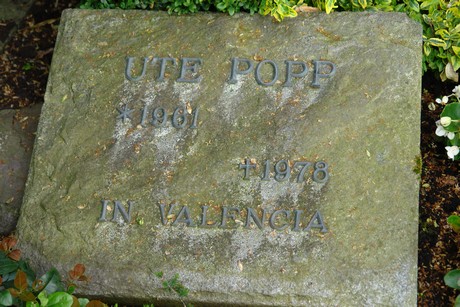 UTE POPP
*1961
†1978
IN VALENCIA